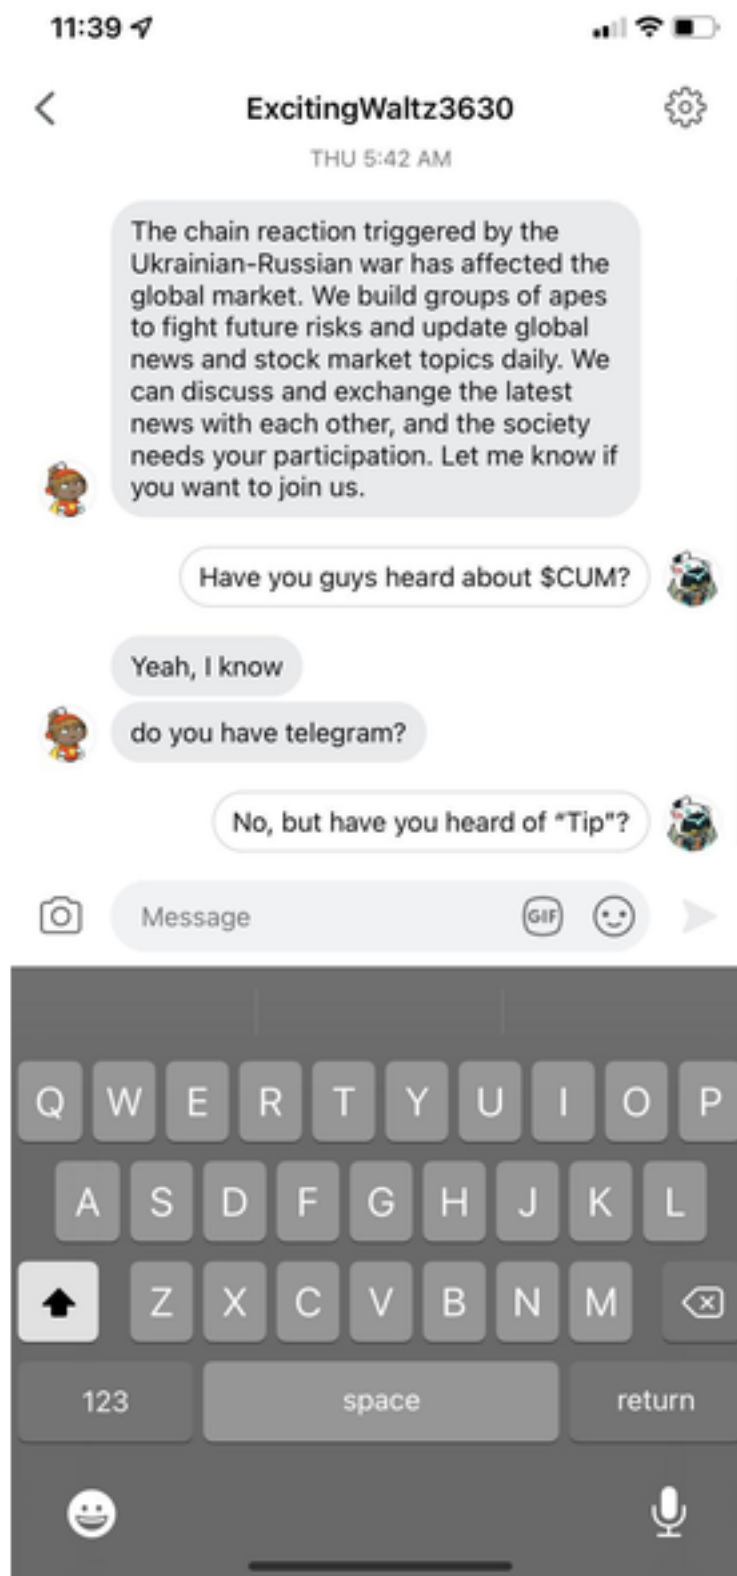 11:39
ExcitingWaltz3630
THU 5:42 AM
The chain reaction triggered by the
Ukrainian-Russian war has affected the
global market. We build groups of apes
to fight future risks and update global
news and stock market topics daily. We
can discuss and exchange the latest
news with each other, and the society
needs your participation. Let me know if
you want to join us.
Have you guys heard about $CUM?
Yeah, I know
do you have telegram?
No, but have you heard of “Tip"?
Message
GIF
Q W E R T Y U I O P
A S D F G H J K L
Z X C V B N M
123 space return